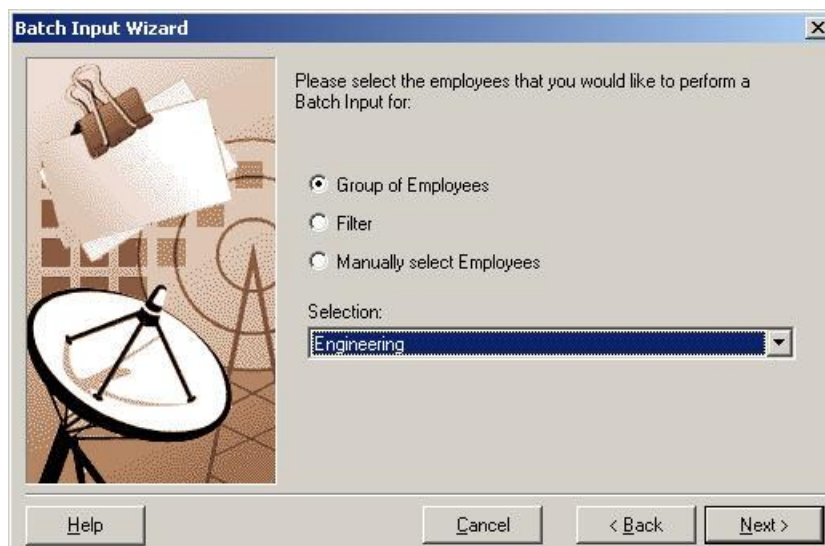 Batch Input Wizard
Please select the employees that you would like to perform a
Batch Input for:
Group of Employees
Filter
Manually select Employees
Selection:
Engineering
Help
Cancel
< Back
Next >